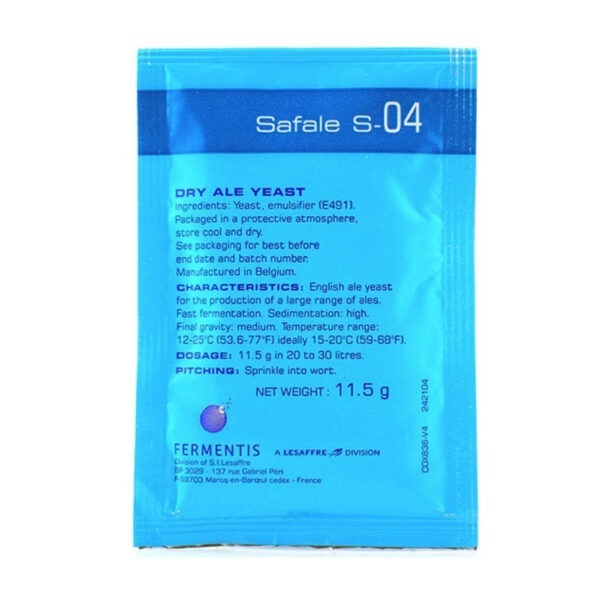 Safale S-04
DRY ALE YEAST
Ingredients: Yeast, emulsifier (E491).
Packaged in a protective atmosphere,
store cool and dry.
See packaging for best before
end date and batch number.
Manufactured in Belgium.
CHARACTERISTICS: English ale yeast
for the production of a large range of ales.
Fast fermentation. Sedimentation: high.
Final gravity: medium. Temperature range:
12-25°C (53.6-77°F) ideally 15-20°C (59-68°F).
DOSAGE: 11.5 g in 20 to 30 litres.
PITCHING: Sprinkle into wort.
NET WEIGHT : 11.5 g
FERMENTIS A LESAFFRE DIVISION
Division of S.I.Lesaffre
BP 3029 - 137 rue Gabriel Péri
F-59703 Marcq-en-Barœul cedex - France
COX836-V4 242104